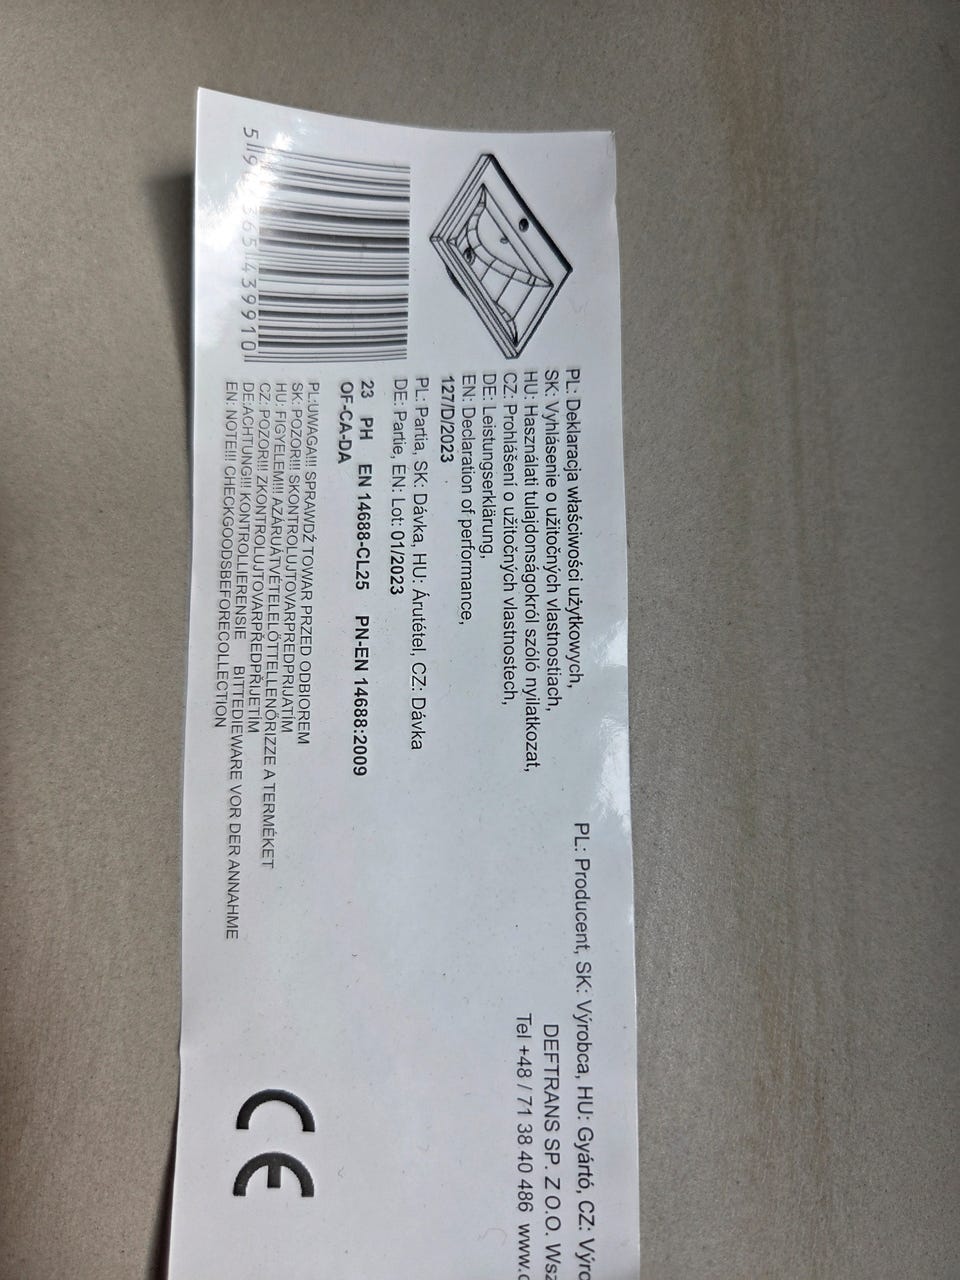 PL: Deklaracja właściwości użytkowych,
SK: Vyhlásenie o užitočných vlastnostiach,
HU: Használati tulajdonságokról szóló nyilatkozat,
CZ: Prohlášení o užitočných vlastnostech,
DE: Leistungserklärung,
EN: Declaration of performance,
127/D/2023
PL: Partia, SK: Dávka, HU: Árutétel, CZ: Dávka
DE: Partie, EN: Lot: 01/2023
23 PH EN 14688-CL25 PN-EN 14688:2009
OF-CA-DA
PL:UWAGA!!! SPRAWDŹ TOWAR PRZED ODBIOREM
SK: POZOR!!! SKONTROLUJTOVARPREDPRIJATÍM
HU: FIGYELEM!!! AZÁRUÁTVÉTELELŐTTELLENŐRIZZE A TERMÉKET
CZ: POZOR!!! ZKONTROLUJTOVARPŘEDPŘIJETÍM
DE:ACHTUNG!!! KONTROLLIERENSIE BITTEDIEWARE VOR DER ANNAHME
EN: NOTE!!! CHECKGOODSBEFORECOLLECTION
PL: Producent, SK: Výrobca, HU: Gyártó, CZ: Výro
DEFTRANS SP. Z O.O.
Tel +48 / 71 38 40 486 www.
439910
CE